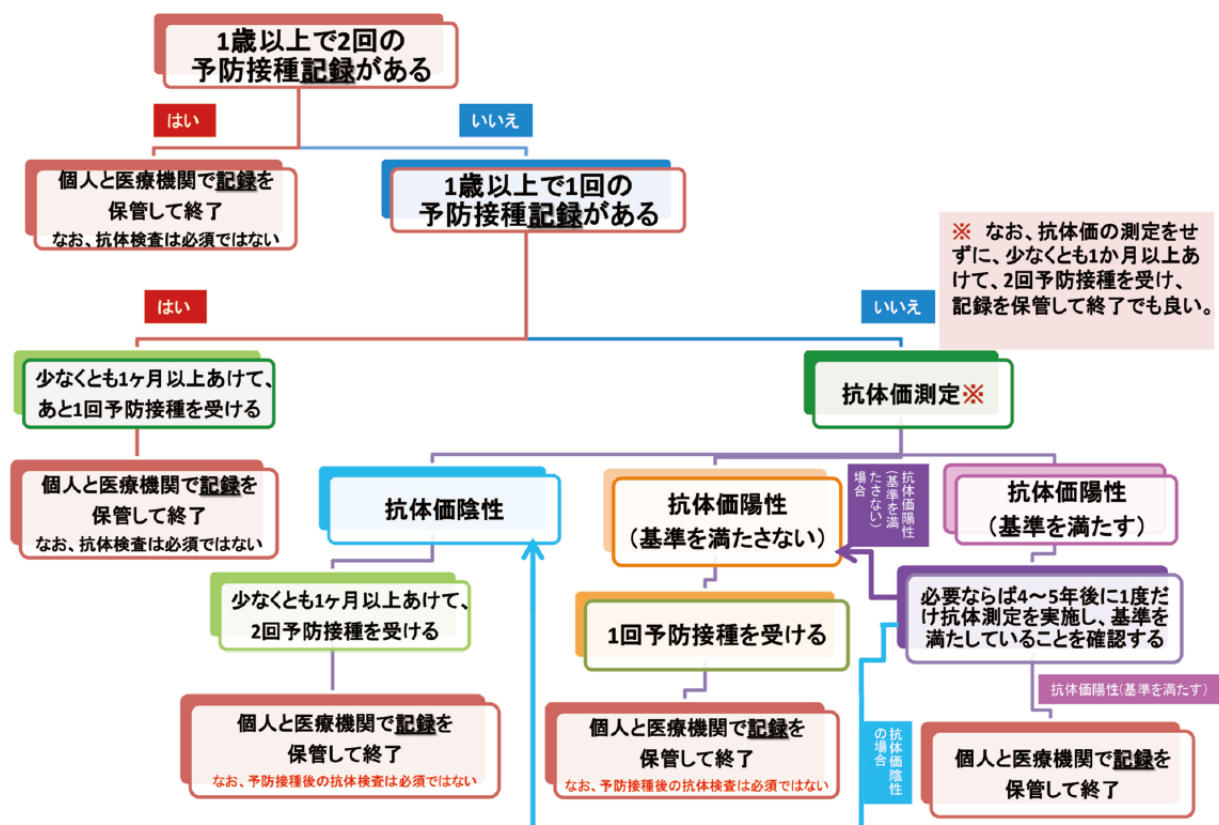 1歳以上で2回の
予防接種記録がある
はい
いいえ
個人と医療機関で記録を
保管して終了
なお、抗体検査は必須ではない
1歳以上で1回の
予防接種記録がある
※ なお、抗体価の測定をせ
ずに、少なくとも1か月以上あ
けて、2回予防接種を受け、
記録を保管して終了でも良い。
はい
いいえ
少なくとも1ヶ月以上あけて、
あと1回予防接種を受ける
抗体価測定※
個人と医療機関で記録を
保管して終了
なお、抗体検査は必須ではない
抗体価陰性
抗体価陽性
（基準を満たさない）
抗体価陽性
（基準を満
たさない）
場合
抗体価陽性
（基準を満たす）
少なくとも1ヶ月以上あけて、
2回予防接種を受ける
1回予防接種を受ける
必要ならば4〜5年後に1度だ
け抗体測定を実施し、基準を
満たしていることを確認する
抗体価陽性(基準を満たす)
個人と医療機関で記録を
保管して終了
なお、予防接種後の抗体検査は必須ではない
個人と医療機関で記録を
保管して終了
なお、予防接種後の抗体検査は必須ではない
抗体価陰性
の場合
個人と医療機関で記録を
保管して終了